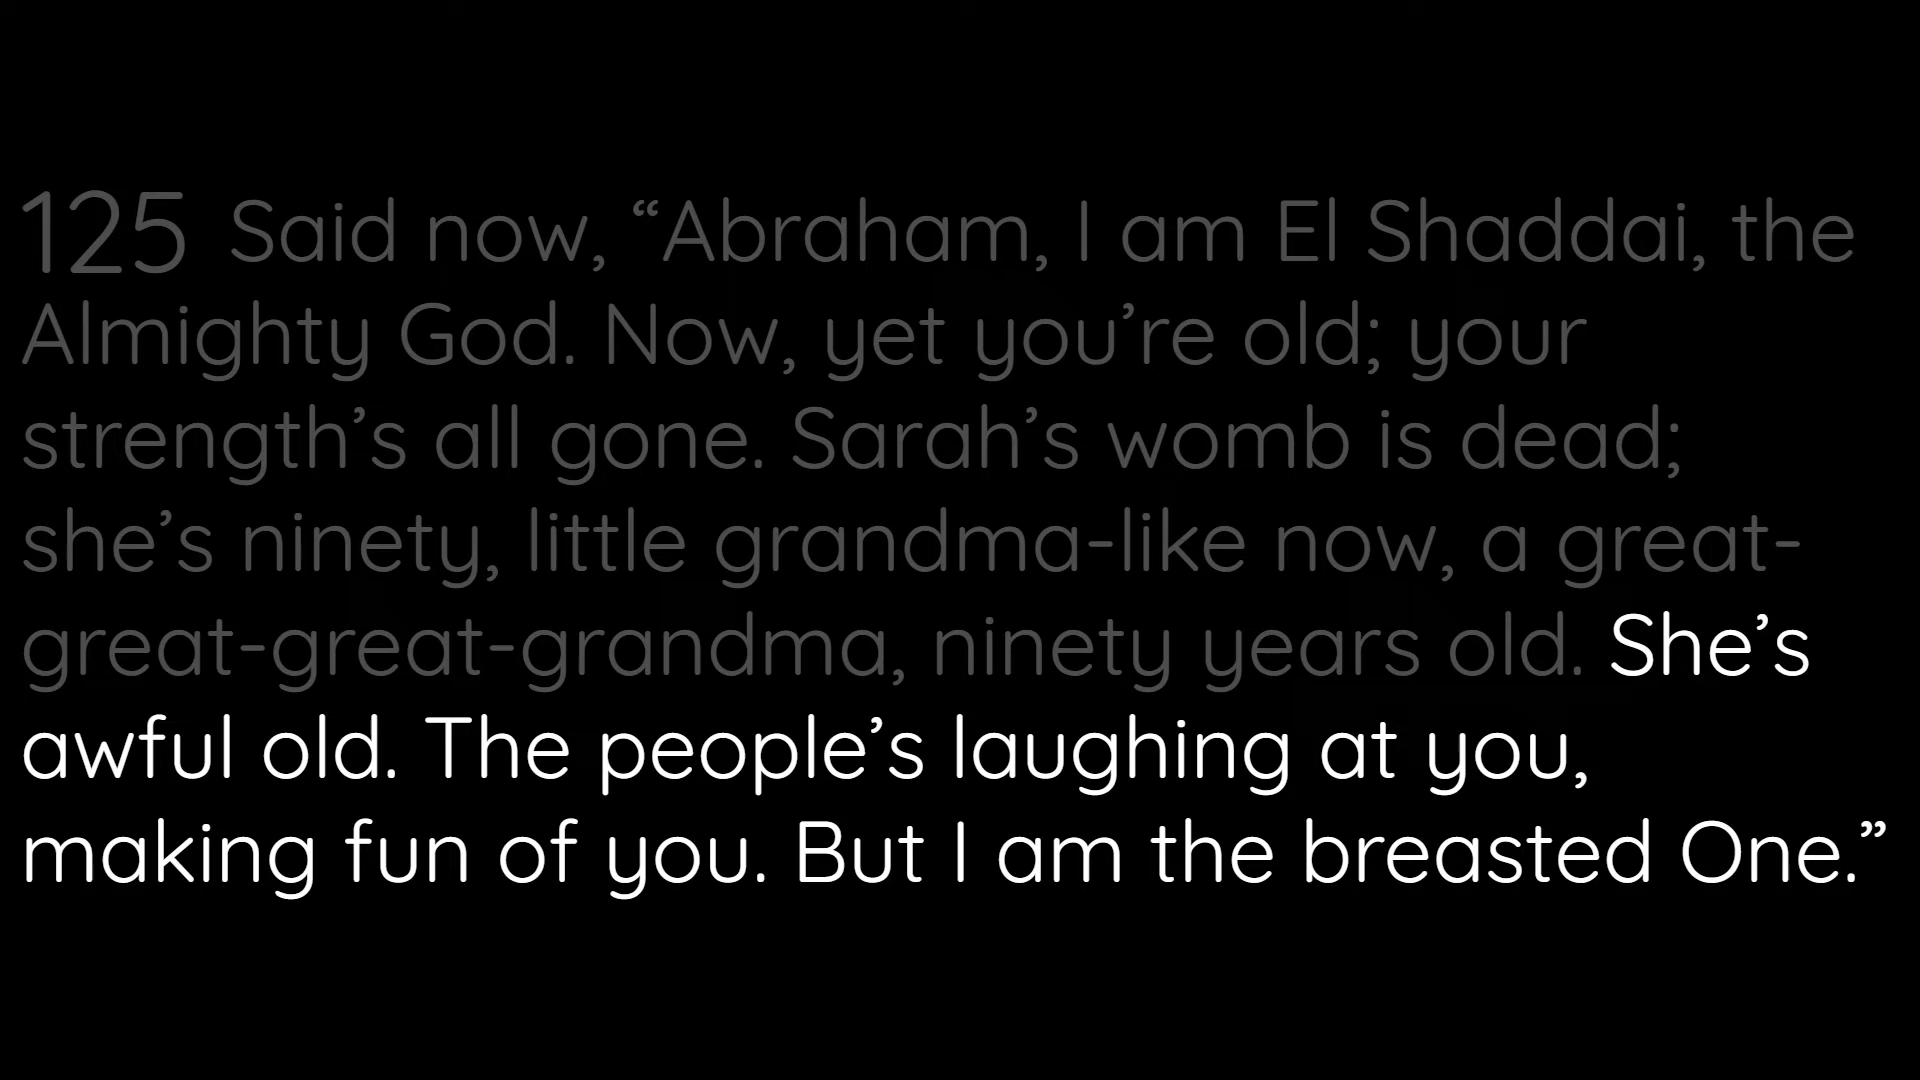 125 Said now, “Abraham, I am El Shaddai, the
Almighty God. Now, yet you’re old; your
strength’s all gone. Sarah’s womb is dead;
she’s ninety, little grandma-like now, a great-
great-great-grandma, ninety years old. She’s
awful old. The people’s laughing at you,
making fun of you. But I am the breasted One.”